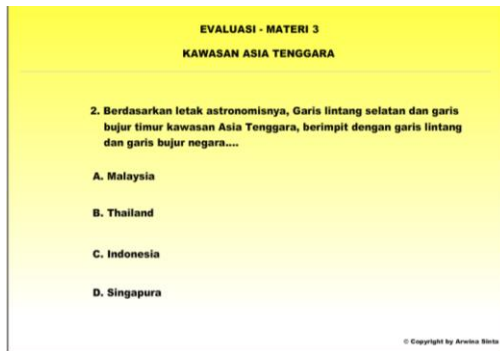 EVALUASI - MATERI 3
KAWASAN ASIA TENGGARA
2. Berdasarkan letak astronomisnya, Garis lintang selatan dan garis
bujur timur kawasan Asia Tenggara, berimpit dengan garis lintang
dan garis bujur negara....
A. Malaysia
B. Thailand
C. Indonesia
D. Singapura
© Copyright by Arwina Sinta